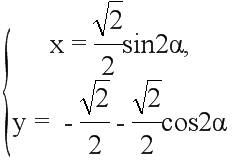 x = √2/2 sin2α,
y = - √2/2 - √2/2 cos2α